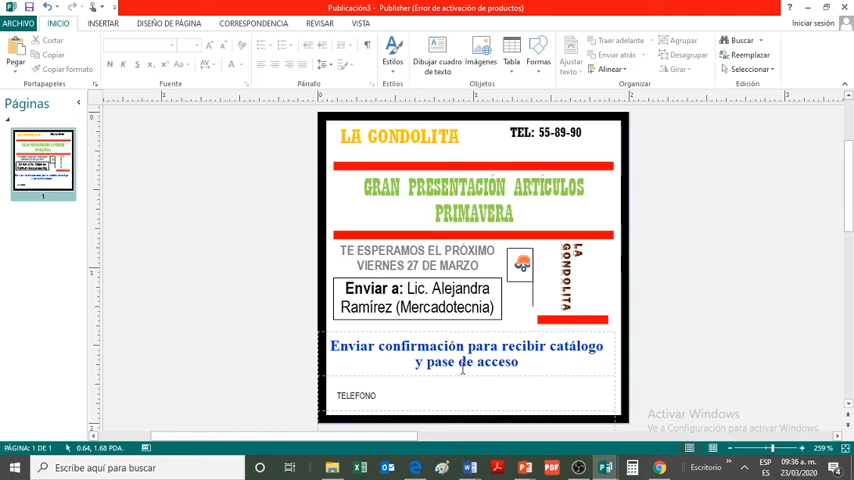 Publicación3 - Publisher (Error de activación de productos)
ARCHIVO INICIO INSERTAR DISEÑO DE PÁGINA CORRESPONDENCIA REVISAR VISTA Iniciar sesión
Pegar
Cortar
Copiar
Copiar formato
Portapapeles
N K S
Fuente
Párrafo
Estilos
Estilos
Dibujar cuadro de texto
Imágenes
Tabla
Formas
Objetos
Ajustar texto
Traer adelante
Enviar atrás
Alinear
Agrupar
Desagrupar
Girar
Organizar
Buscar
Reemplazar
Seleccionar
Edición
Páginas
1
LA GONDOLITA TEL: 55-89-90
GRAN PRESENTACIÓN ARTÍCULOS
PRIMAVERA
TE ESPERAMOS EL PRÓXIMO
VIERNES 27 DE MARZO
Enviar a: Lic. Alejandra
Ramírez (Mercadotecnia)
LA
GONDOLITA
Enviar confirmación para recibir catálogo
y pase de acceso
TELEFONO
Activar Windows
Ve a Configuración para activar Windows.
PÁGINA: 1 DE 1 0.64, 1.68 PDA. 259 %
Escribe aquí para buscar
Escritorio
ESP
ES
09:36 a. m.
23/03/2020
4